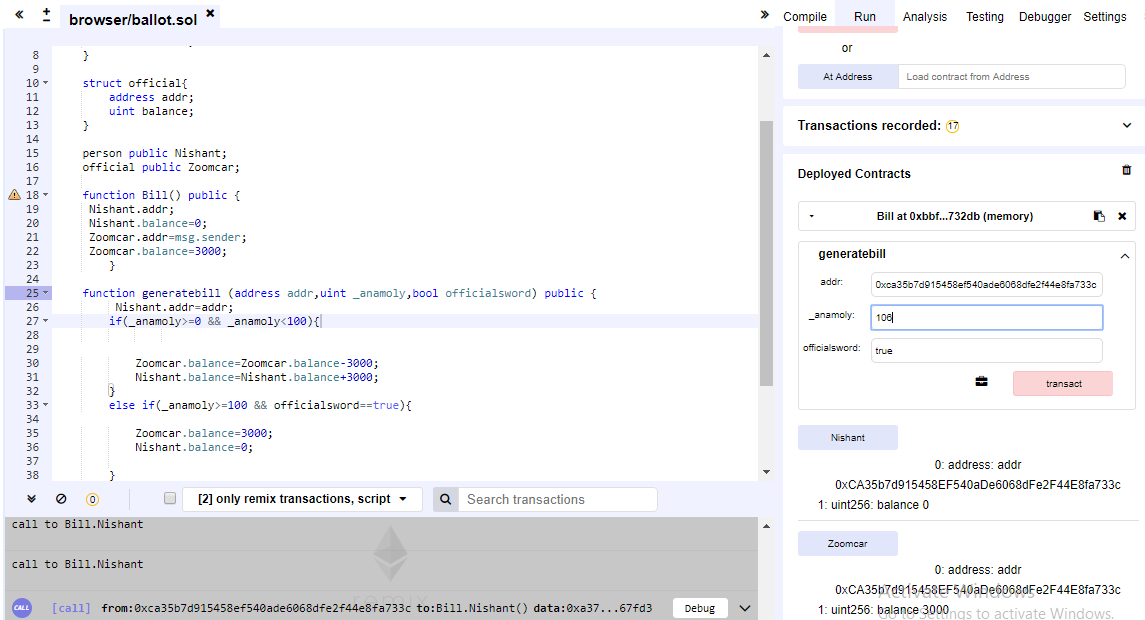 browser/ballot.sol
8 }
9
10 struct official{
11 address addr;
12 uint balance;
13 }
14
15 person public Nishant;
16 official public Zoomcar;
17
18 function Bill() public {
19 Nishant.addr;
20 Nishant.balance=0;
21 Zoomcar.addr=msg.sender;
22 Zoomcar.balance=3000;
23 }
24
25 function generatebill (address addr,uint _anamoly,bool officialsword) public {
26 Nishant.addr=addr;
27 if(_anamoly>=0 && _anamoly<100){
28
29
30 Zoomcar.balance=Zoomcar.balance-3000;
31 Nishant.balance=Nishant.balance+3000;
32 }
33 else if(_anamoly>=100 && officialsword==true){
34
35 Zoomcar.balance=3000;
36 Nishant.balance=0;
37
38 }
0
[2] only remix transactions, script
Search transactions
call to Bill.Nishant
call to Bill.Nishant
CALL [call] from:0xca35b7d915458ef540ade6068dfe2f44e8fa733c to:Bill.Nishant() data:0xa37...67fd3 Debug
Compile Run Analysis Testing Debugger Settings
or
At Address Load contract from Address
Transactions recorded: 17
Deployed Contracts
Bill at 0xbbf...732db (memory)
generatebill
addr: 0xca35b7d915458ef540ade6068dfe2f44e8fa733c
_anamoly: 106
officialsword: true
transact
Nishant
0: address: addr
0xCA35b7d915458EF540aDe6068dFe2F44E8fa733c
1: uint256: balance 0
Zoomcar
0: address: addr
0xCA35b7d915458EF540aDe6068dFe2F44E8fa733c
1: uint256: balance 3000
Activate Windows
Go to Settings to activate Windows.